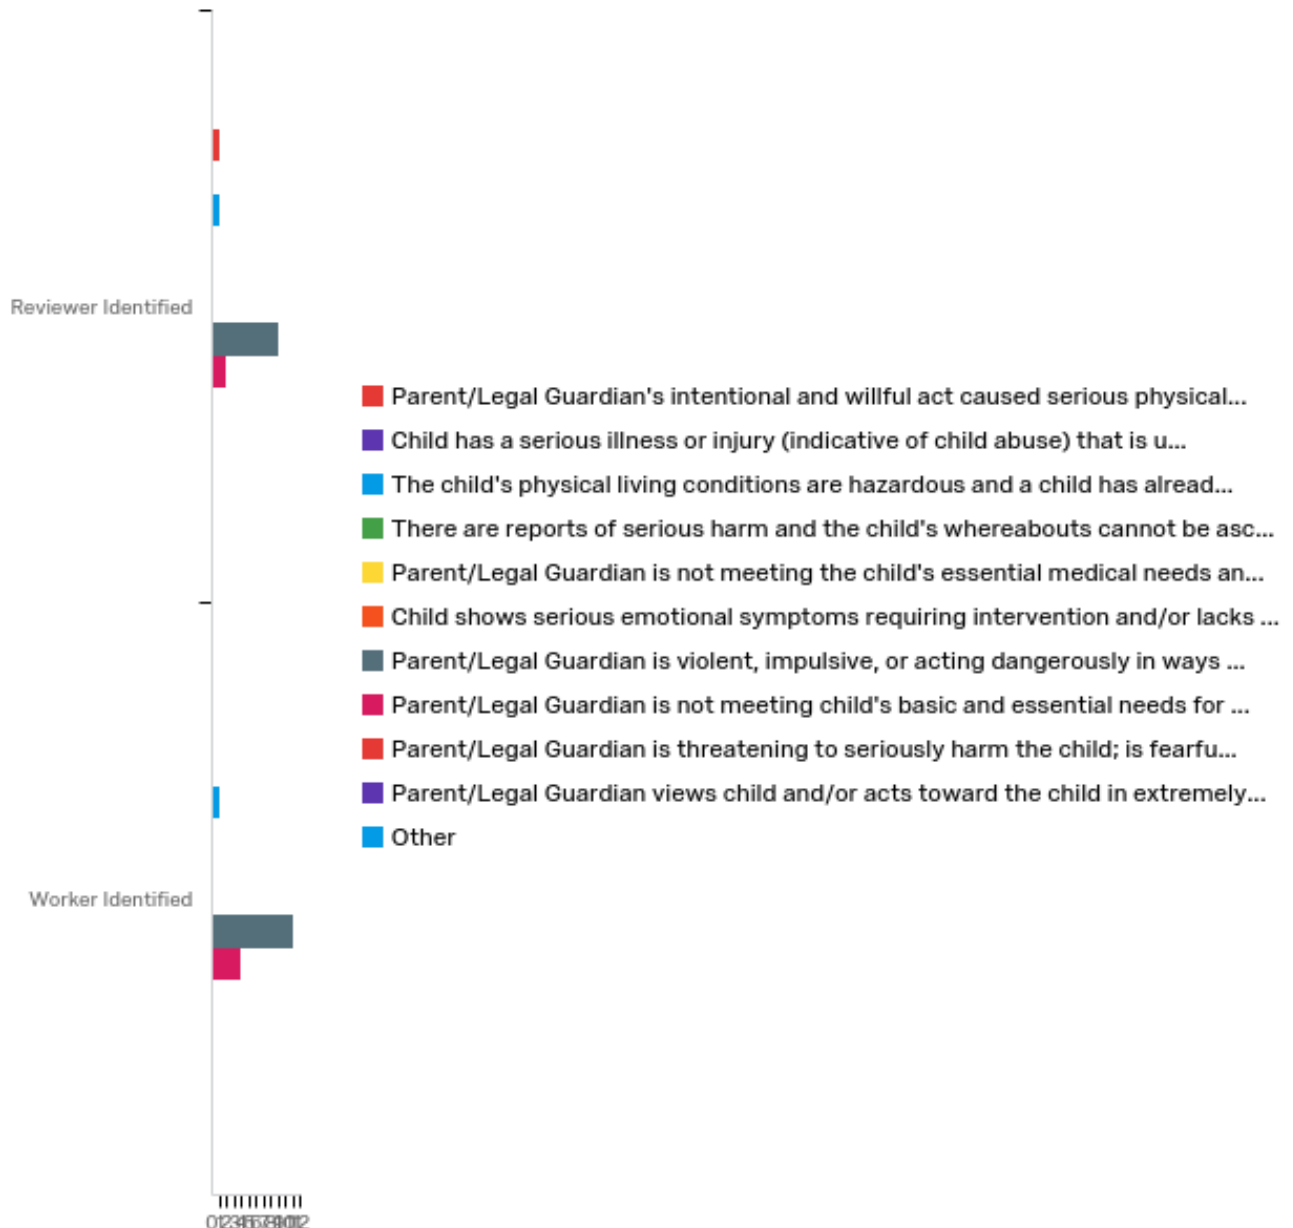 Reviewer Identified
Parent/Legal Guardian's intentional and willful act caused serious physical...
Child has a serious illness or injury (indicative of child abuse) that is u...
The child's physical living conditions are hazardous and a child has alread...
There are reports of serious harm and the child's whereabouts cannot be asc...
Parent/Legal Guardian is not meeting the child's essential medical needs an...
Child shows serious emotional symptoms requiring intervention and/or lacks ...
Parent/Legal Guardian is violent, impulsive, or acting dangerously in ways ...
Parent/Legal Guardian is not meeting child's basic and essential needs for ...
Parent/Legal Guardian is threatening to seriously harm the child; is fearfu...
Parent/Legal Guardian views child and/or acts toward the child in extremely...
Other
Worker Identified